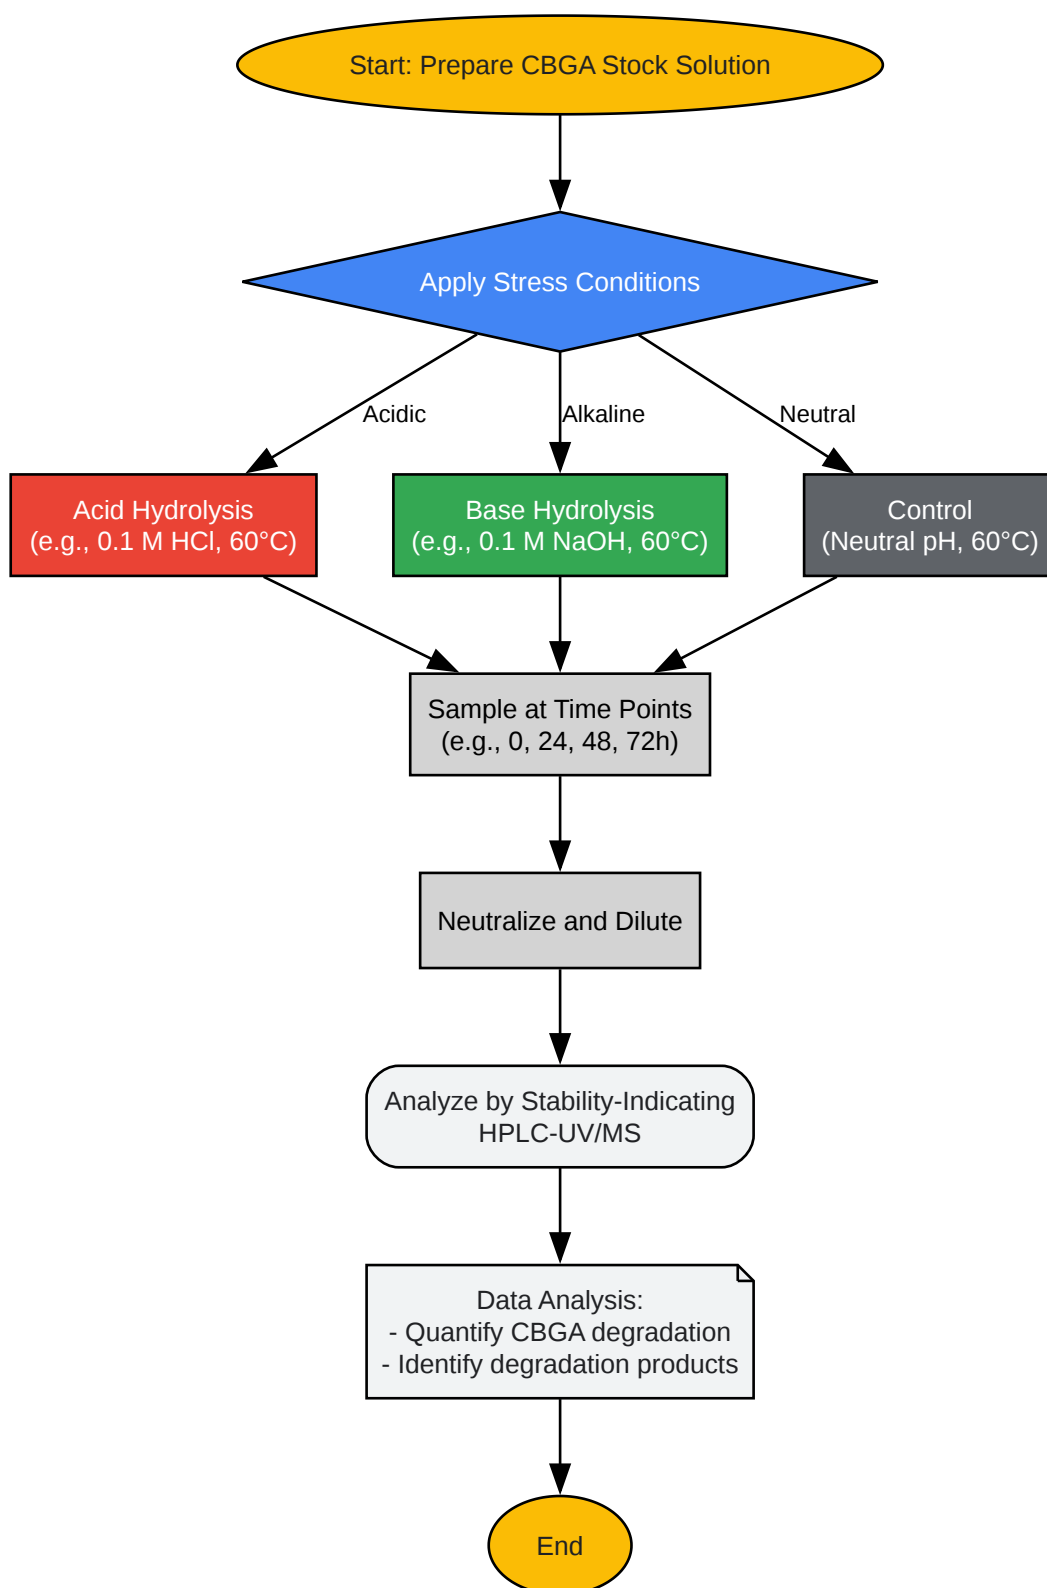 Start: Prepare CBGA Stock Solution
Apply Stress Conditions
Acidic
Alkaline
Neutral
Acid Hydrolysis
(e.g., 0.1 M HCl, 60°C)
Base Hydrolysis
(e.g., 0.1 M NaOH, 60°C)
Control
(Neutral pH, 60°C)
Sample at Time Points
(e.g., 0, 24, 48, 72h)
Neutralize and Dilute
Analyze by Stability-Indicating
HPLC-UV/MS
Data Analysis:
- Quantify CBGA degradation
- Identify degradation products
End